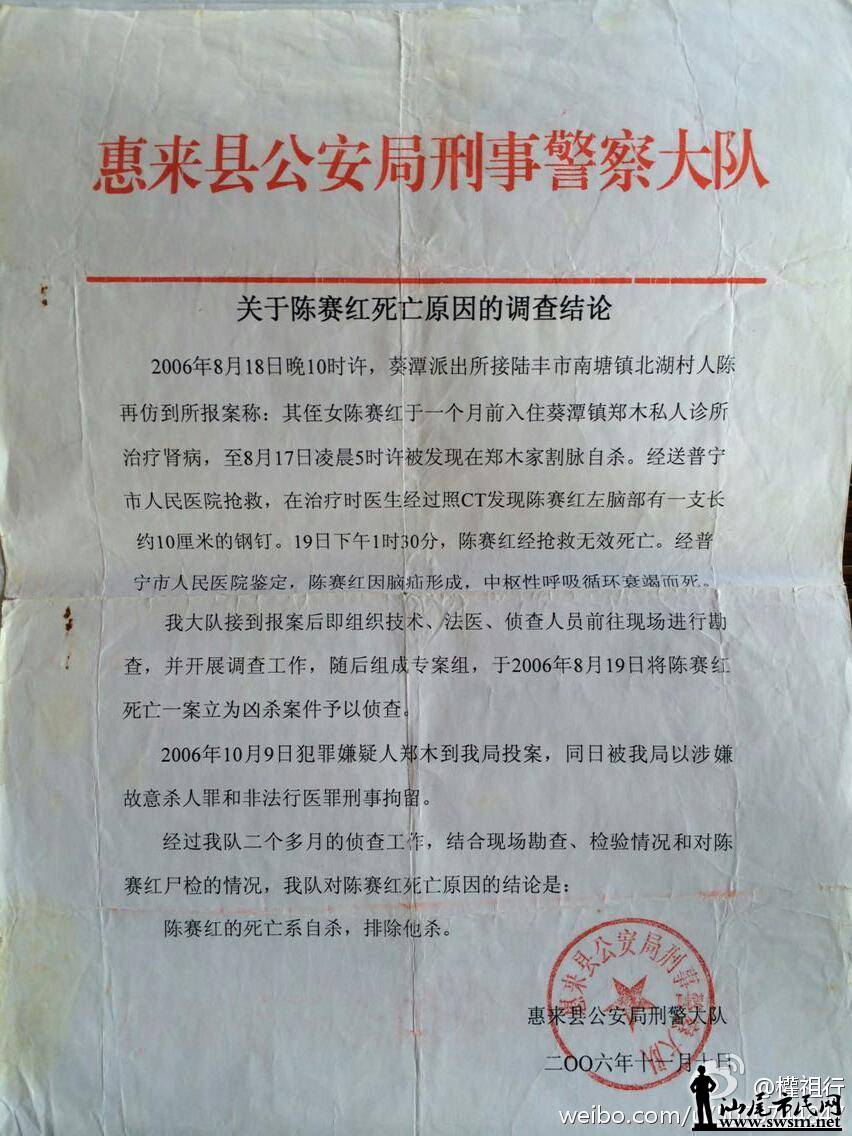 惠来县公安局刑事警察大队
关于陈赛红死亡原因的调查结论
2006年8月18日晚10时许，葵潭派出所接陆丰市南塘镇北湖村人陈
再仿到所报案称：其侄女陈赛红于一个月前入住葵潭镇郑木私人诊所
治疗肾病，至8月17日凌晨5时许被发现在郑木家割脉自杀。经送普宁
市人民医院抢救，在治疗时医生经过照CT发现陈赛红左脑部有一支长
约10厘米的钢钉。19日下午1时30分，陈赛红经抢救无效死亡。经普
宁市人民医院鉴定，陈赛红因脑疝形成，中枢性呼吸循环衰竭而死。
我大队接到报案后即组织技术、法医、侦查人员前往现场进行勘
查，并开展调查工作，随后组成专案组，于2006年8月19日将陈赛红
死亡一案立为凶杀案件予以侦查。
2006年10月9日犯罪嫌疑人郑木到我局投案，同日被我局以涉嫌
故意杀人罪和非法行医罪刑事拘留。
经过我队二个多月的侦查工作，结合现场勘查、检验情况和对陈
赛红尸检的情况，我队对陈赛红死亡原因的结论是：
陈赛红的死亡系自杀，排除他杀。
惠来县公安局刑事警察大队
惠来县公安局刑警大队
二〇〇六年十一月十日
@權祖行
weibo.com/u
汕尾市民网
www.swsm.net